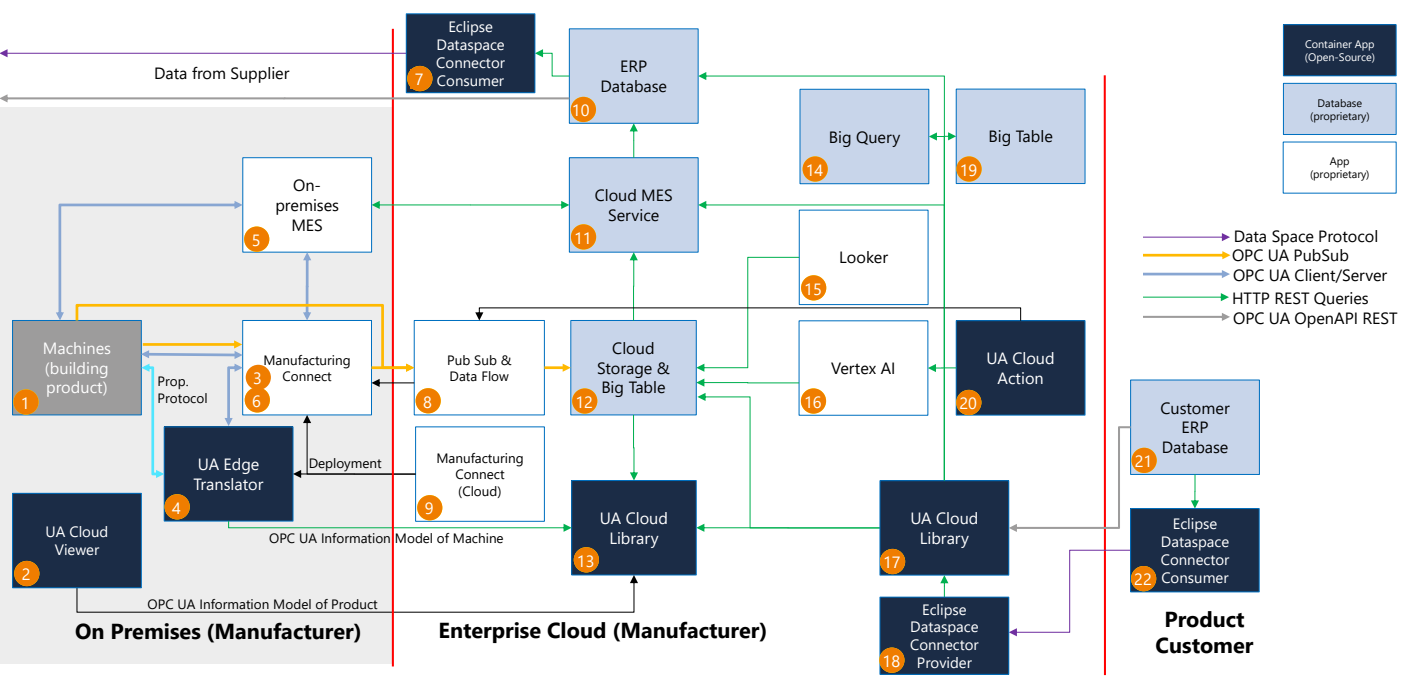 Eclipse
Dataspace
Connector
Consumer
7
Data from Supplier
ERP
Database
10
Container App
(Open-Source)
Database
(proprietary)
App
(proprietary)
Big Query
14
Big Table
19
On-
premises
MES
5
Cloud MES
Service
11
Looker
15
Data Space Protocol
OPC UA PubSub
OPC UA Client/Server
HTTP REST Queries
OPC UA OpenAPI REST
Machines
(building
product)
1
Prop.
Protocol
Manufacturing
Connect
3
6
Pub Sub &
Data Flow
8
Cloud
Storage &
Big Table
12
Vertex AI
16
UA Cloud
Action
20
Customer
ERP
Database
21
UA Edge
Translator
4
Deployment
Manufacturing
Connect
(Cloud)
9
UA Cloud
Viewer
2
OPC UA Information Model of Machine
UA Cloud
Library
13
UA Cloud
Library
17
Eclipse
Dataspace
Connector
Consumer
22
OPC UA Information Model of Product
On Premises (Manufacturer)
Enterprise Cloud (Manufacturer)
Eclipse
Dataspace
Connector
Provider
18
Product
Customer